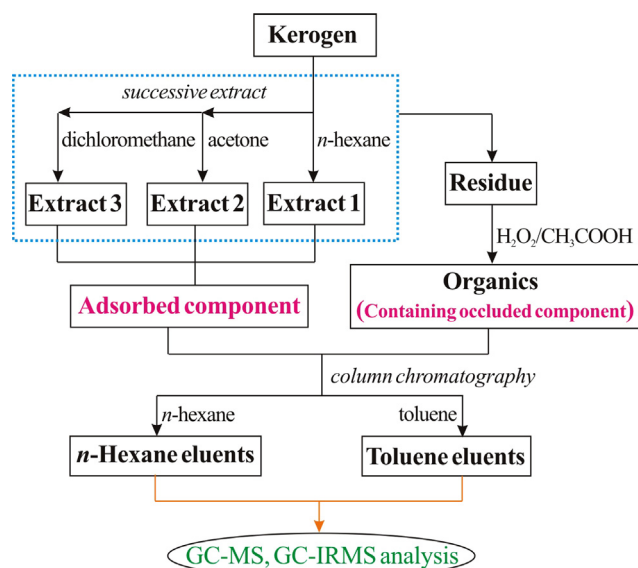 Kerogen
successive extract
dichloromethane
acetone
n-hexane
Extract 3
Extract 2
Extract 1
Residue
H₂O₂/CH₃COOH
Adsorbed component
Organics
(Containing occluded component)
column chromatography
n-hexane
toluene
n-Hexane eluents
Toluene eluents
GC-MS, GC-IRMS analysis